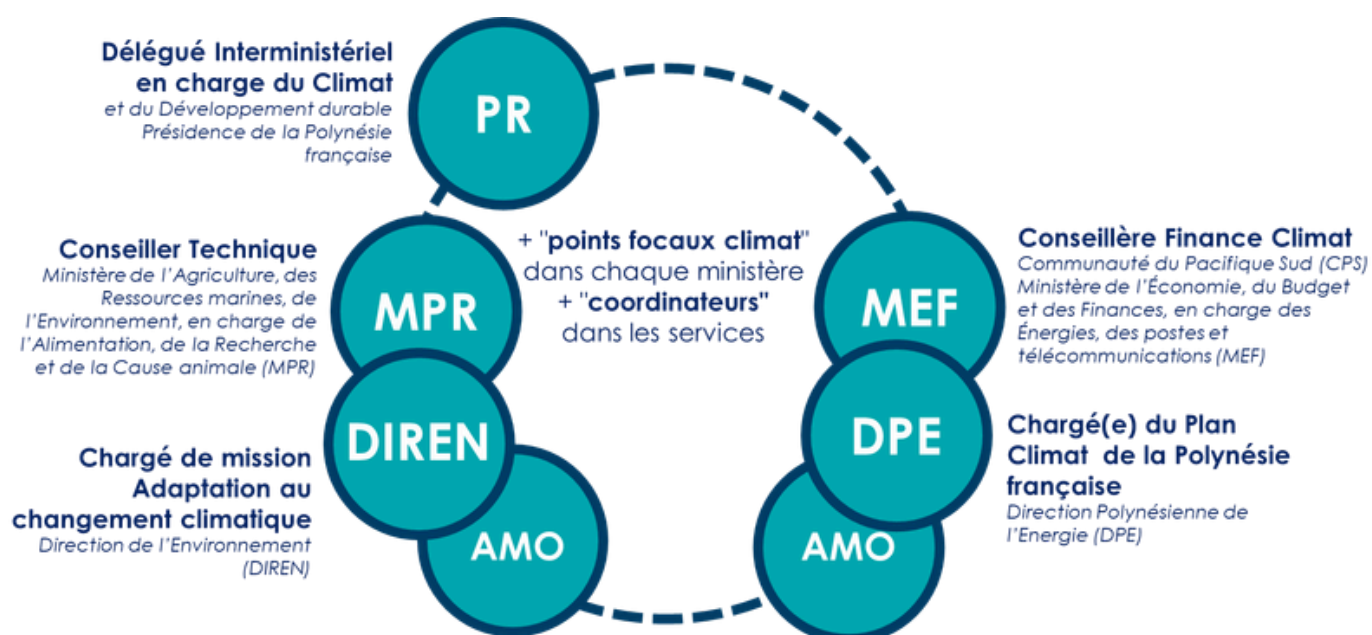 Délégué Interministériel
en charge du Climat
et du Développement durable
Présidence de la Polynésie
française
PR
Conseiller Technique
Ministère de l'Agriculture, des
Ressources marines, de
l'Environnement, en charge de
l'Alimentation, de la Recherche
et de la Cause animale (MPR)
MPR
+ "points focaux climat"
dans chaque ministère
+ "coordinateurs"
dans les services
MEF
Conseillère Finance Climat
Communauté du Pacifique Sud (CPS)
Ministère de l'Économie, du Budget
et des Finances, en charge des
Énergies, des postes et
télécommunications (MEF)
DIREN
Chargé de mission
Adaptation au
changement climatique
Direction de l'Environnement
(DIREN)
AMO
DPE
Chargé(e) du Plan
Climat de la Polynésie
française
Direction Polynésienne de
l'Energie (DPE)
AMO